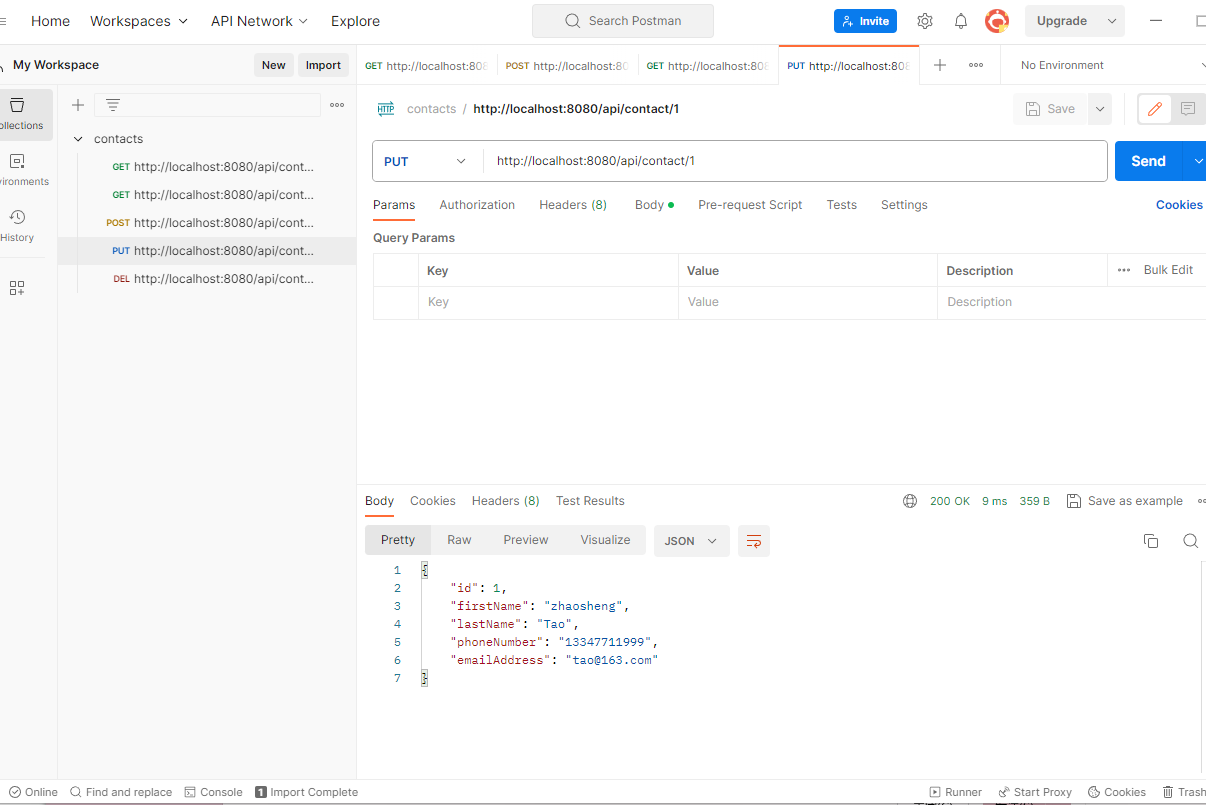 Home Workspaces API Network Explore Search Postman Invite Upgrade
My Workspace New Import GET http://localhost:808 POST http://localhost:80 GET http://localhost:808 PUT http://localhost:808 No Environment
contacts / http://localhost:8080/api/contact/1 Save
ollections
contacts
PUT http://localhost:8080/api/contact/1 Send
GET http://localhost:8080/api/cont...
vironments
GET http://localhost:8080/api/cont...
Params Authorization Headers (8) Body Pre-request Script Tests Settings Cookies
POST http://localhost:8080/api/cont...
History
Query Params
PUT http://localhost:8080/api/cont...
Key Value Description Bulk Edit
DEL http://localhost:8080/api/cont...
Key Value Description
Body Cookies Headers (8) Test Results 200 OK 9 ms 359 B Save as example
Pretty Raw Preview Visualize JSON
1 {
2 "id": 1,
3 "firstName": "zhaosheng",
4 "lastName": "Tao",
5 "phoneNumber": "13347711999",
6 "emailAddress": "tao@163.com"
7 }
Online Find and replace Console 1 Import Complete Runner Start Proxy Cookies Trash